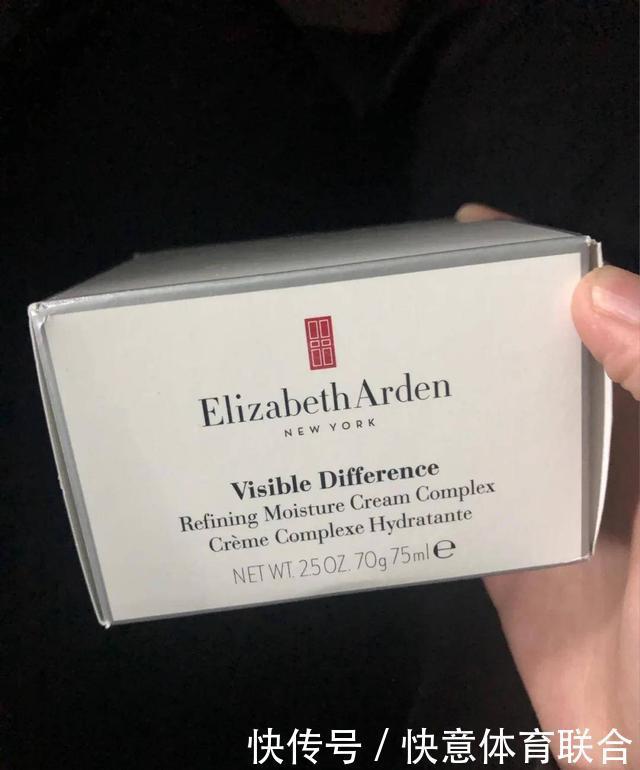 Elizabeth Arden
NEW YORK
Visible Difference
Refining Moisture Cream Complex
Crème Complexe Hydratante
NET WT. 2.5 OZ. 70g 75ml e
快传号 / 快意体育联合